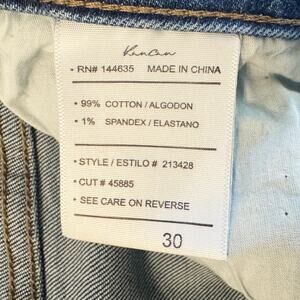 KanCan
• RN# 144635 MADE IN CHINA
• 99% COTTON / ALGODON
• 1% SPANDEX / ELASTANO
• STYLE / ESTILO # 213428
• CUT # 45885
• SEE CARE ON REVERSE
30